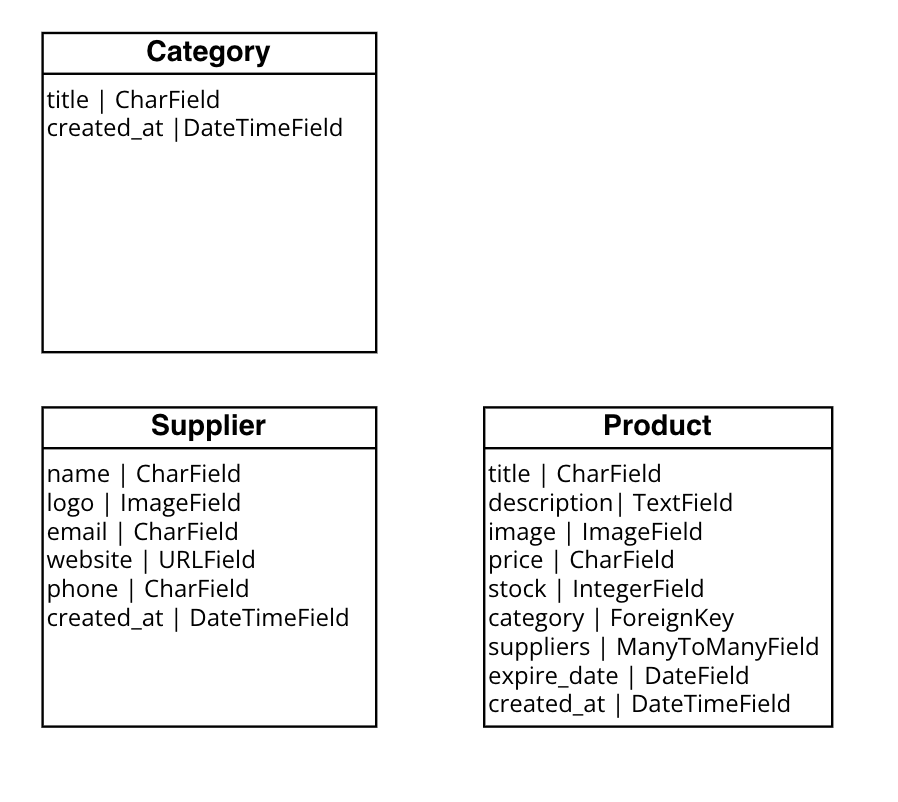 Category
title | CharField
created_at |DateTimeField
Supplier
name | CharField
logo | ImageField
email | CharField
website | URLField
phone | CharField
created_at | DateTimeField
Product
title | CharField
description| TextField
image | ImageField
price | CharField
stock | IntegerField
category | ForeignKey
suppliers | ManyToManyField
expire_date | DateField
created_at | DateTimeField